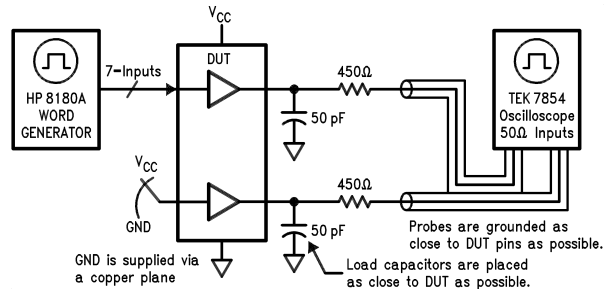 VCC
DUT
7-Inputs
450Ω
HP 8180A
WORD
GENERATOR
TEK 7854
Oscilloscope
50Ω Inputs
50 pF
VCC
450Ω
GND
50 pF
Probes are grounded as
close to DUT pins as possible.
GND is supplied via
a copper plane
Load capacitors are placed
as close to DUT as possible.